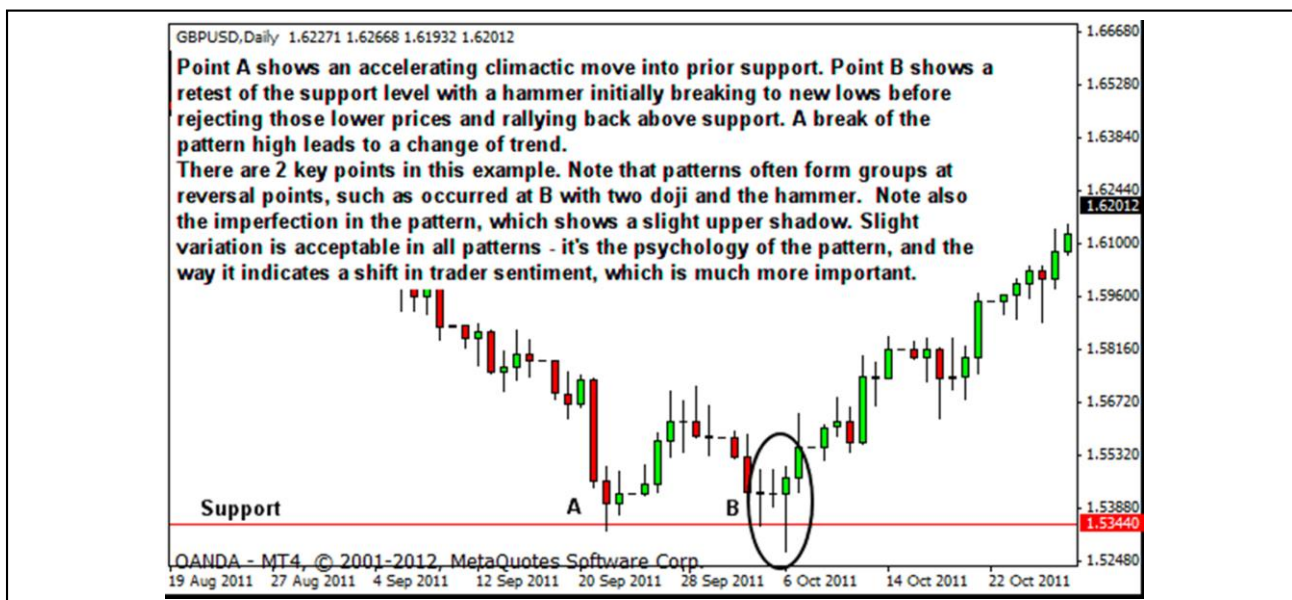 GBPUSD,Daily 1.62271 1.62668 1.61932 1.62012
Point A shows an accelerating climactic move into prior support. Point B shows a
retest of the support level with a hammer initially breaking to new lows before
rejecting those lower prices and rallying back above support. A break of the
pattern high leads to a change of trend.
There are 2 key points in this example. Note that patterns often form groups at
reversal points, such as occurred at B with two doji and the hammer. Note also
the imperfection in the pattern, which shows a slight upper shadow. Slight
variation is acceptable in all patterns - it's the psychology of the pattern, and the
way it indicates a shift in trader sentiment, which is much more important.
1.66680
1.65280
1.63840
1.62440
1.62012
1.61000
1.59600
1.58160
1.56720
1.55320
1.53880
1.53440
1.52480
A
B
Support
OANDA - MT4, © 2001-2012, MetaQuotes Software Corp.
19 Aug 2011 27 Aug 2011 4 Sep 2011 12 Sep 2011 20 Sep 2011 28 Sep 2011 6 Oct 2011 14 Oct 2011 22 Oct 2011